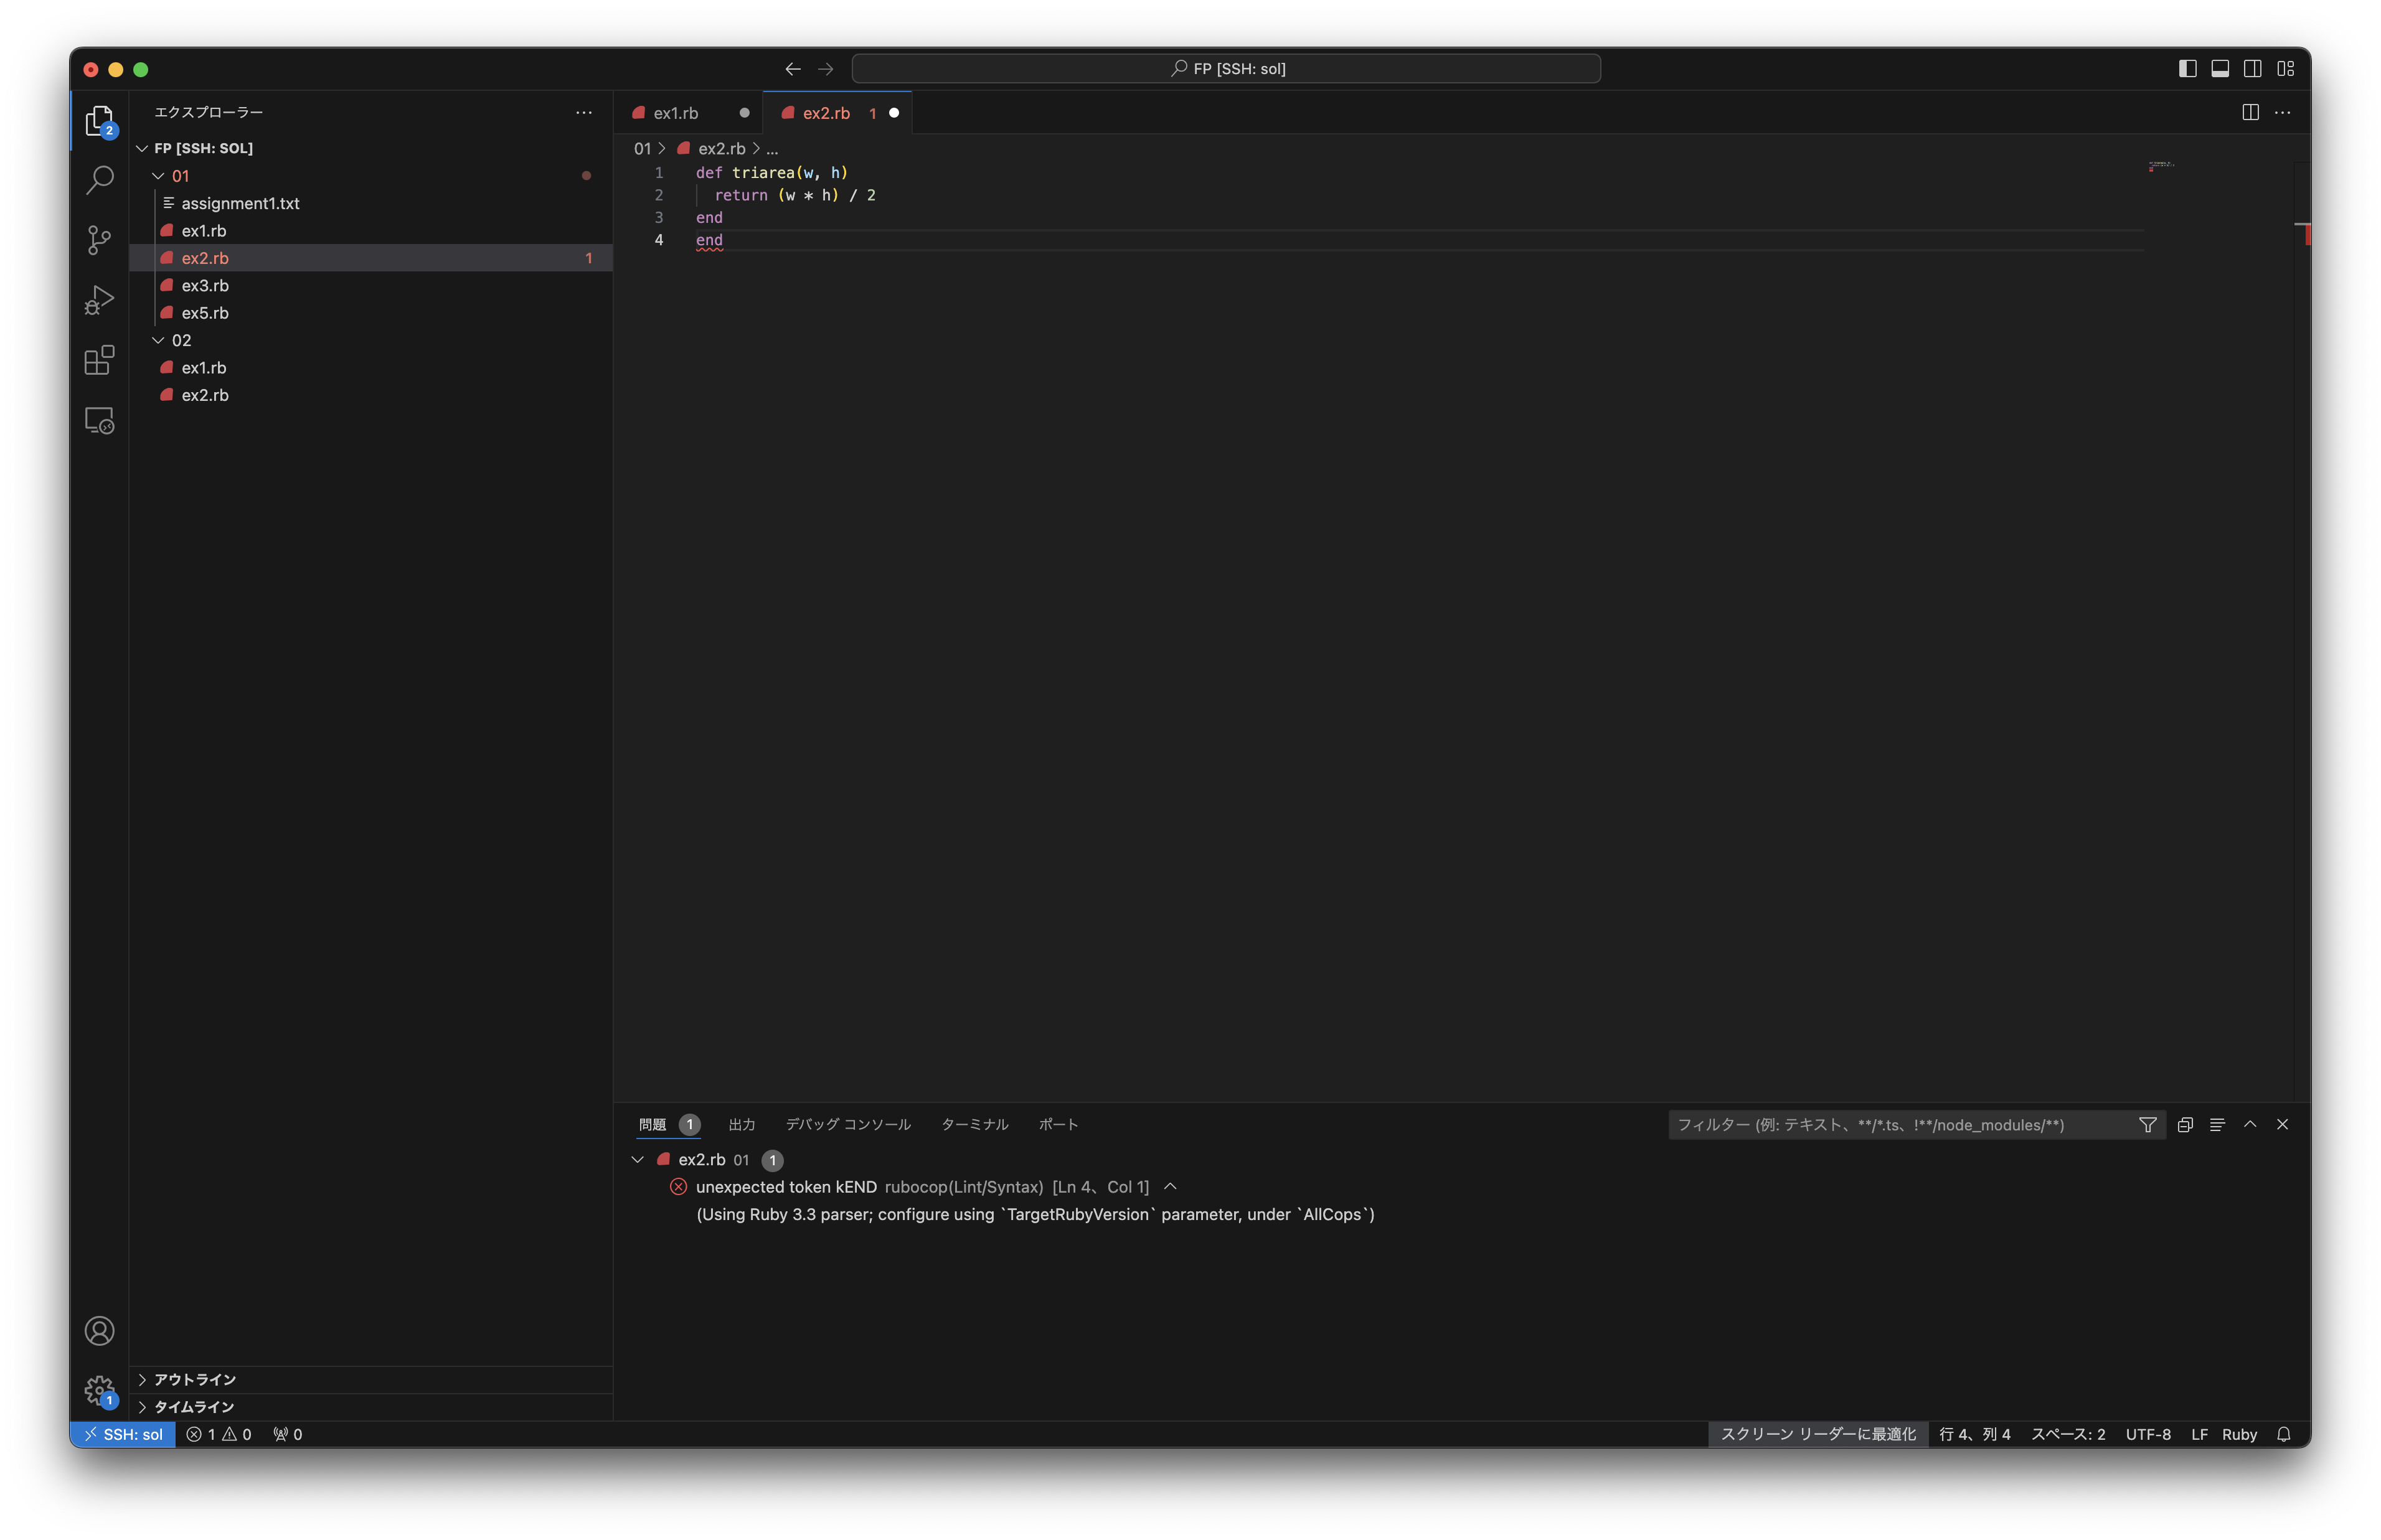 FP [SSH: sol]
2
エクスプローラー
FP [SSH: SOL]
01
assignment1.txt
ex1.rb
ex2.rb 1
ex3.rb
ex5.rb
02
ex1.rb
ex2.rb
アウトライン
タイムライン
1
ex1.rb
ex2.rb 1
01 > ex2.rb > ...
1 def triarea(w, h)
2 return (w * h) / 2
3 end
4 end
問題 1 出力 デバッグ コンソール ターミナル ポート
フィルター (例: テキスト、**/*.ts、!**/node_modules/**)
ex2.rb 01 1
unexpected token kEND rubocop(Lint/Syntax) [Ln 4、Col 1]
(Using Ruby 3.3 parser; configure using `TargetRubyVersion` parameter, under `AllCops`)
SSH: sol 1 0 0
スクリーン リーダーに最適化 行 4、列 4 スペース: 2 UTF-8 LF Ruby